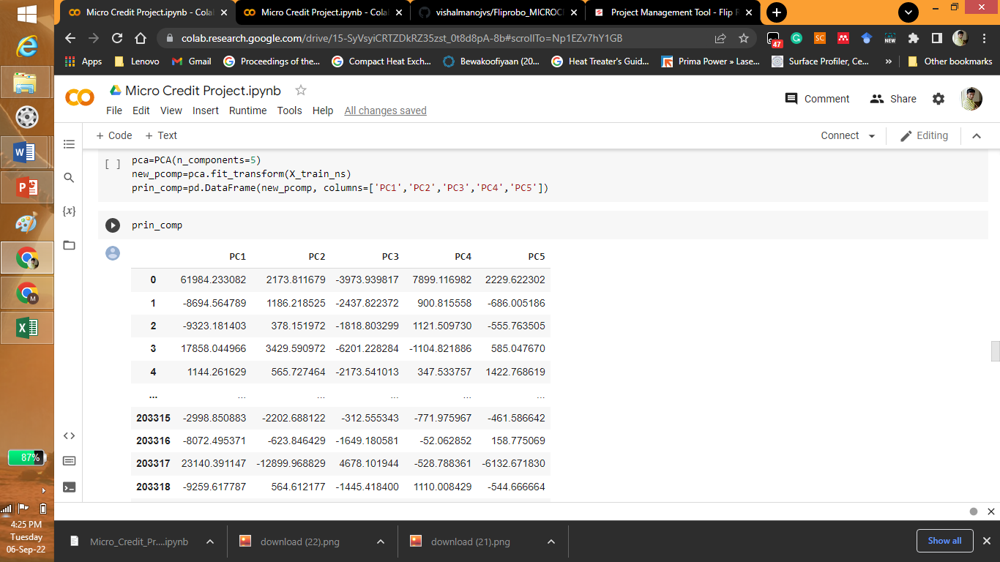 Micro Credit Project.ipynb - Colab
Micro Credit Project.ipynb - Colab
vishalmanojvs/Fliprobo_MICROC
Project Management Tool - Flip R
colab.research.google.com/drive/15-SyVsyiCRTZDkRZ35zst_0t8d8pA-8b#scrollTo=Np1EZv7hY1GB
47
SC
NEW
Apps
Lenovo
Gmail
Proceedings of the...
Compact Heat Exch...
Bewakoofiyaan (20...
Heat Treater's Guid...
Prima Power » Lase...
Surface Profiler, Ce...
»
Other bookmarks
Micro Credit Project.ipynb
Comment
Share
File Edit View Insert Runtime Tools Help All changes saved
+ Code + Text
Connect
Editing
[ ]
pca=PCA(n_components=5)
new_pcomp=pca.fit_transform(X_train_ns)
prin_comp=pd.DataFrame(new_pcomp, columns=['PC1','PC2','PC3','PC4','PC5'])
{x}
prin_comp
PC1 PC2 PC3 PC4 PC5
0 61984.233082 2173.811679 -3973.939817 7899.116982 2229.622302
1 -8694.564789 1186.218525 -2437.822372 900.815558 -686.005186
2 -9323.181403 378.151972 -1818.803299 1121.509730 -555.763505
3 17858.044966 3429.590972 -6201.228284 -1104.821886 585.047670
4 1144.261629 565.727464 -2173.541013 347.533757 1422.768619
... ... ... ... ... ...
203315 -2998.850883 -2202.688122 -312.555343 -771.975967 -461.586642
203316 -8072.495371 -623.846429 -1649.180581 -52.062852 158.775069
203317 23140.391147 -12899.968829 4678.101944 -528.788361 -6132.671830
203318 -9259.617787 564.612177 -1445.418400 1110.008429 -544.666664
87%
4:25 PM
Tuesday
06-Sep-22
Micro_Credit_Pr....ipynb
download (22).png
download (21).png
Show all